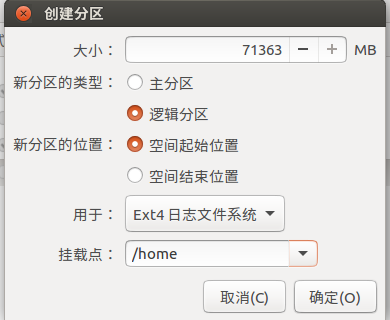 创建分区
大小： 71363 － ＋ MB
新分区的类型： 主分区
逻辑分区
新分区的位置： 空间起始位置
空间结束位置
用于： Ext4 日志文件系统
挂载点： /home
取消(C) 确定(O)